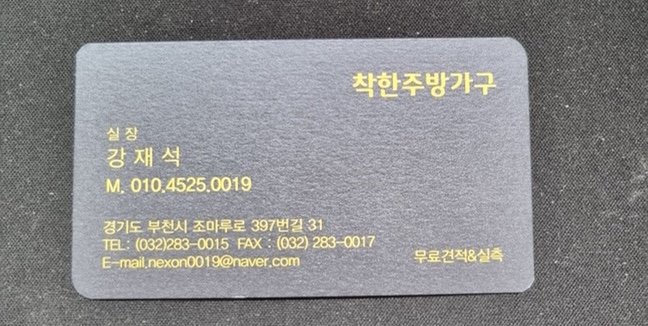 착한주방가구
실 장
강 재 석
M. 010.4525.0019
경기도 부천시 조마루로 397번길 31
TEL: (032)283-0015 FAX : (032) 283-0017
E-mail.nexon0019@naver.com
무료견적&실측